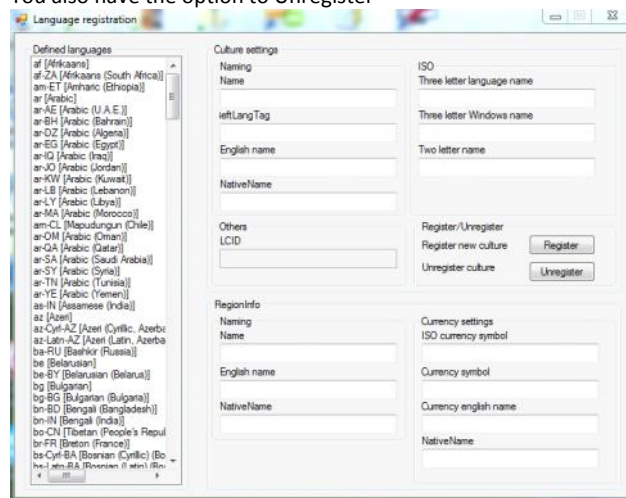 You also have the option to Unregister
Language registration
Defined languages
af [Afrikaans]
af-ZA [Afrikaans (South Africa)]
am-ET [Amharic (Ethiopia)]
ar [Arabic]
ar-AE [Arabic (U.A.E.)]
ar-BH [Arabic (Bahrain)]
ar-DZ [Arabic (Algeria)]
ar-EG [Arabic (Egypt)]
ar-IQ [Arabic (Iraq)]
ar-JO [Arabic (Jordan)]
ar-KW [Arabic (Kuwait)]
ar-LB [Arabic (Lebanon)]
ar-LY [Arabic (Libya)]
ar-MA [Arabic (Morocco)]
arn-CL [Mapudungun (Chile)]
ar-OM [Arabic (Oman)]
ar-QA [Arabic (Qatar)]
ar-SA [Arabic (Saudi Arabia)]
ar-SY [Arabic (Syria)]
ar-TN [Arabic (Tunisia)]
ar-YE [Arabic (Yemen)]
as-IN [Assamese (India)]
az [Azeri]
az-Cyrl-AZ [Azeri (Cyrillic, Azerba
az-Latn-AZ [Azeri (Latin, Azerba
ba-RU [Bashkir (Russia)]
be [Belarusian]
be-BY [Belarusian (Belarus)]
bg [Bulgarian]
bg-BG [Bulgarian (Bulgaria)]
bn-BD [Bengali (Bangladesh)]
bn-IN [Bengali (India)]
bo-CN [Tibetan (People's Repul
br-FR [Breton (France)]
bs-Cyrl-BA [Bosnian (Cyrillic) (Bo
bs-Latn-BA [Bosnian (Latin) (Bo
Culture settings
Naming
Name
ieftLangTag
English name
NativeName
ISO
Three letter language name
Three letter Windows name
Two letter name
Others
LCID
Register/Unregister
Register new culture
Register
Unregister culture
Unregister
RegionInfo
Naming
Name
English name
NativeName
Currency settings
ISO currency symbol
Currency symbol
Currency english name
NativeName